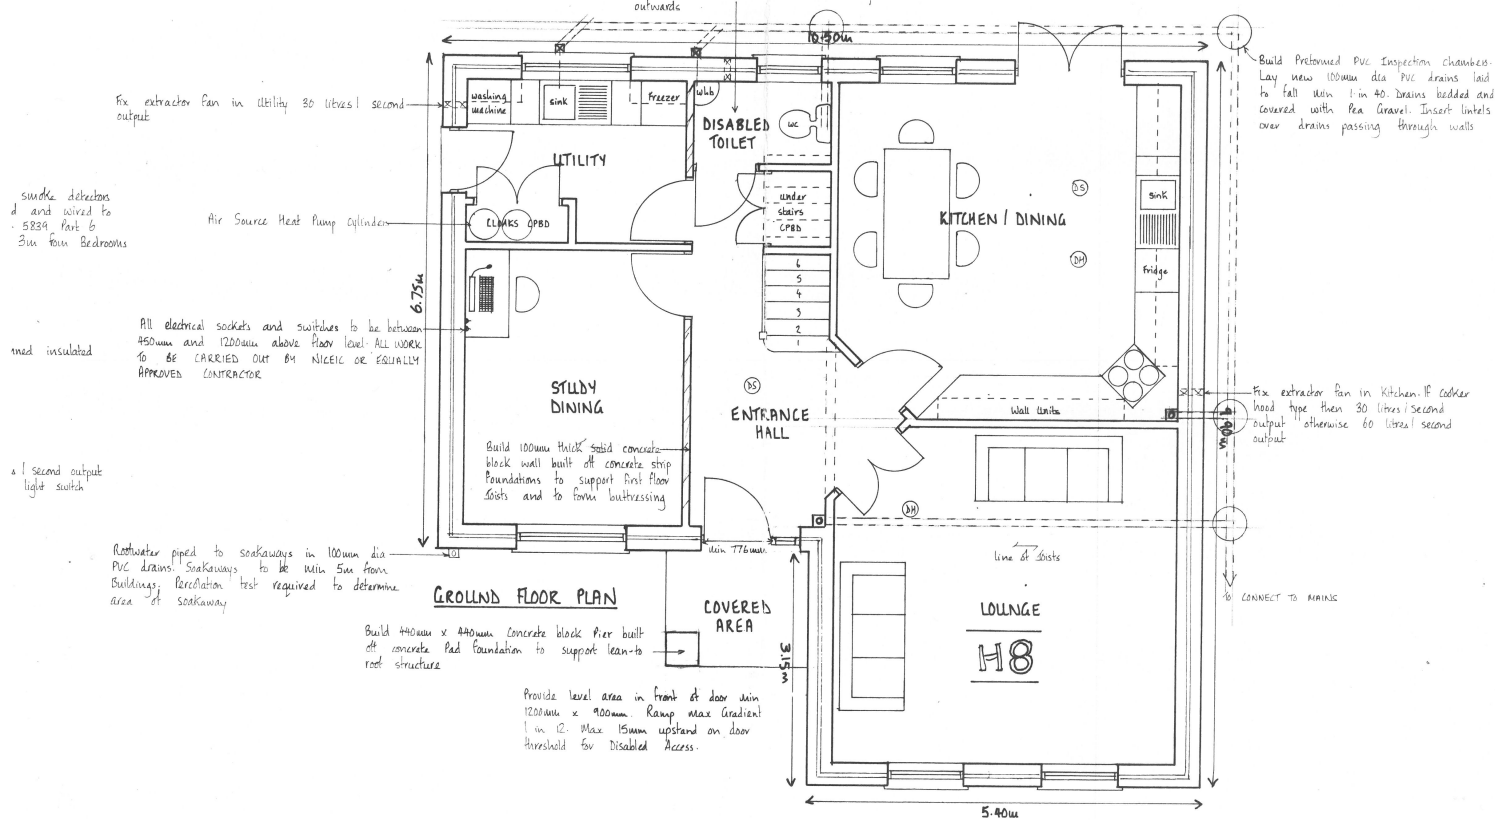 outwards
10.50m
Build Preformed PVC Inspection chambers.
Lay new 100mm dia PVC drains laid
to fall min 1 in 40. Drains bedded and
covered with Pea Gravel. Insert lintels
over drains passing through walls
Fix extractor fan in Utility 30 litres/second
output
washing
machine
sink
Freezer
whb
DISABLED
TOILET
WC
UTILITY
smoke detectors
d and wired to
. 5839 Part 6
3m from Bedrooms
Air Source Heat Pump Cylinder
CLOAKS CPBD
under
stairs
CPBD
KITCHEN / DINING
DS
sink
DH
Fridge
6
5
4
3
2
1
6.75m
All electrical sockets and switches to be between
450mm and 1200mm above floor level. ALL WORK
TO BE CARRIED OUT BY NICEIC OR EQUALLY
APPROVED CONTRACTOR
ned insulated
STUDY
DINING
DS
ENTRANCE
HALL
Wall Units
Fix extractor fan in Kitchen. If cooker
hood type then 30 litres/second
output otherwise 60 litres/second
output
9.90m
Build 100mm thick solid concrete
block wall built off concrete strip
foundations to support first floor
Joists and to form buttressing
s / second output
light switch
DH
line of Joists
min 776mm.
Rootwater piped to soakaways in 100mm dia
PVC drains. Soakaways to be min 5m from
Buildings. Percolation test required to determine
area of soakaway
GROUND FLOOR PLAN
COVERED
AREA
LOUNGE
H8
TO CONNECT TO MAINS
Build 440mm x 440mm Concrete block Pier built
off concrete Pad foundation to support lean-to
roof structure
3.15m
Provide level area in front of door min
1200mm x 900mm. Ramp max Gradient
1 in 12. Max 15mm upstand on door
threshold for Disabled Access.
5.40m